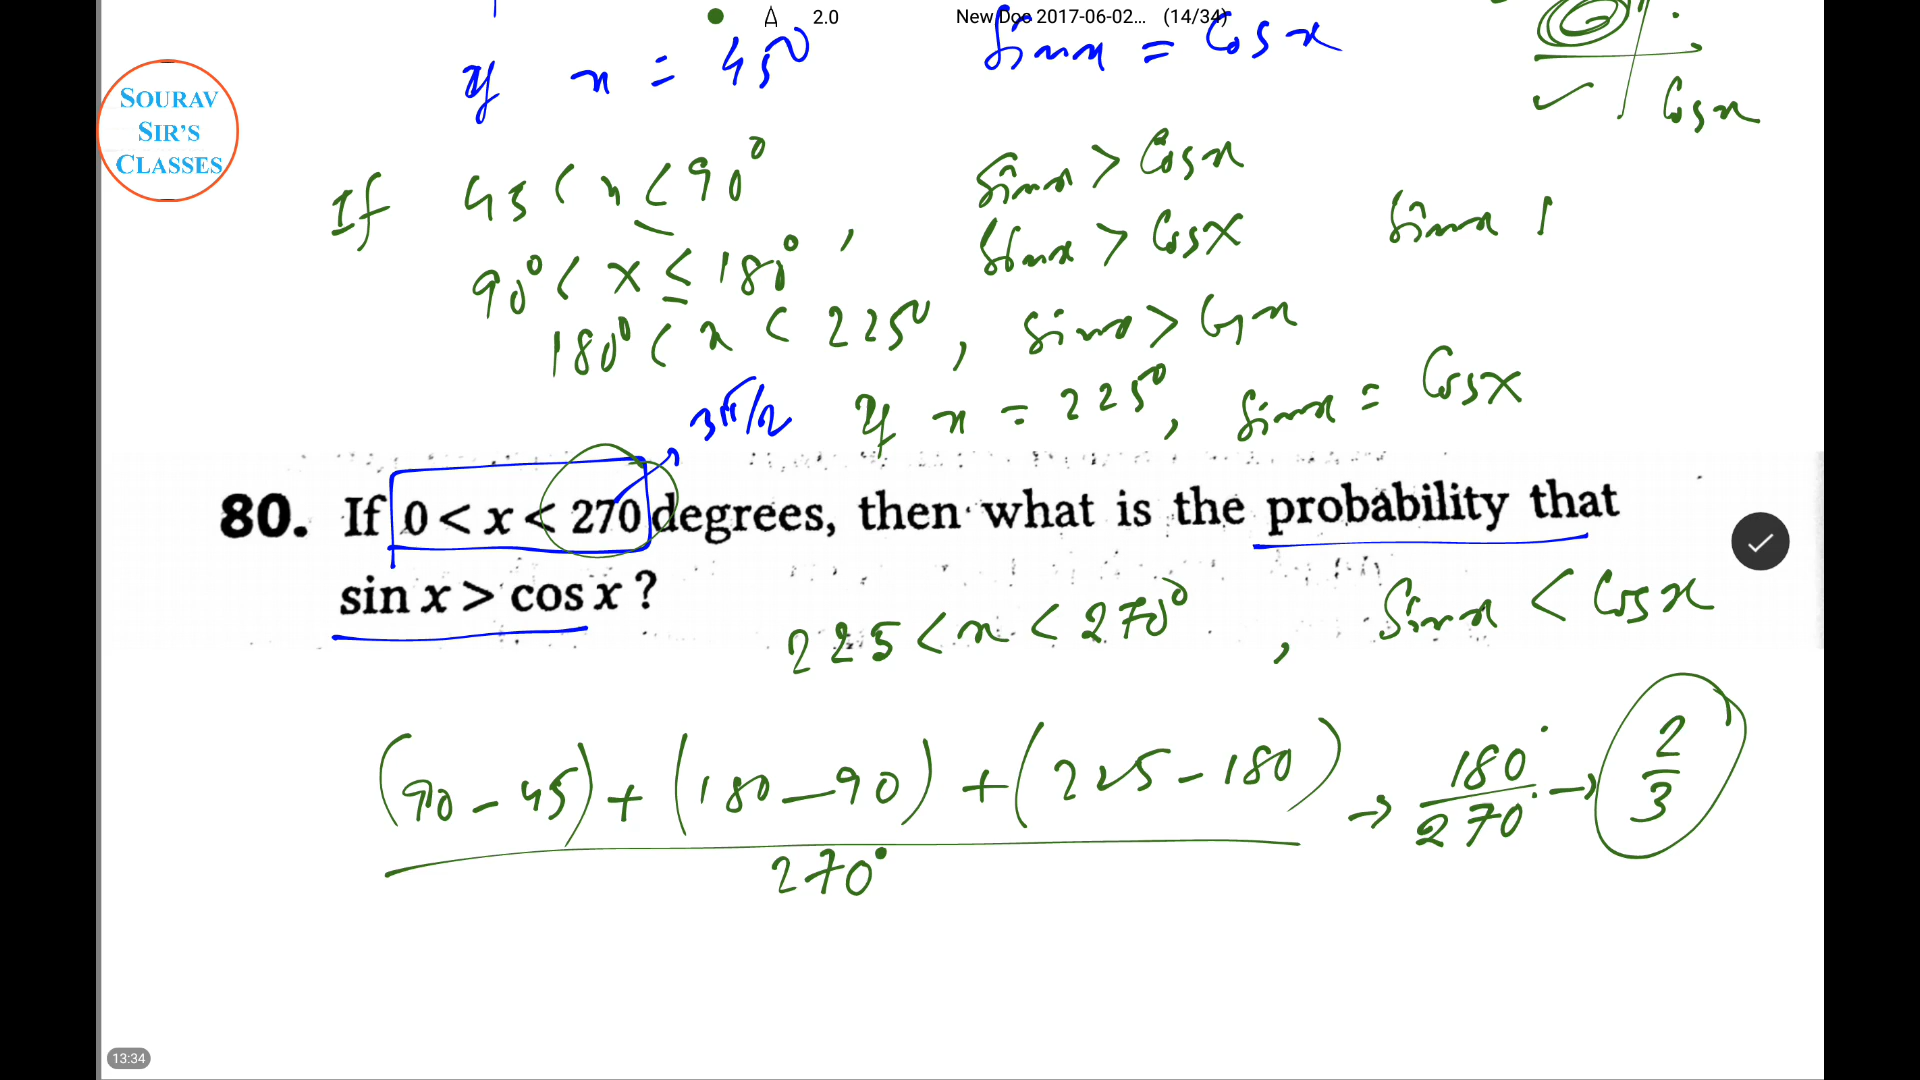 2.0 New Doc 2017-06-02... (14/34)
If x = 45° Sinx = Cosx
Cosx
SOURAV
SIR'S
CLASSES
If 45 < x ≤ 90° Sinx > Cosx
90° < x ≤ 180°, Sinx > Cosx Sinx
180° < x < 225°, Sinx > Cosx
3π/2 If x = 225°, Sinx = Cosx
80. If 0 < x < 270 degrees, then what is the probability that
sin x > cos x ?
225 < x < 270°, Sinx < Cosx
(90 - 45) + (180 - 90) + (225 - 180) → 180° → 2
270° 270° 3
13:34